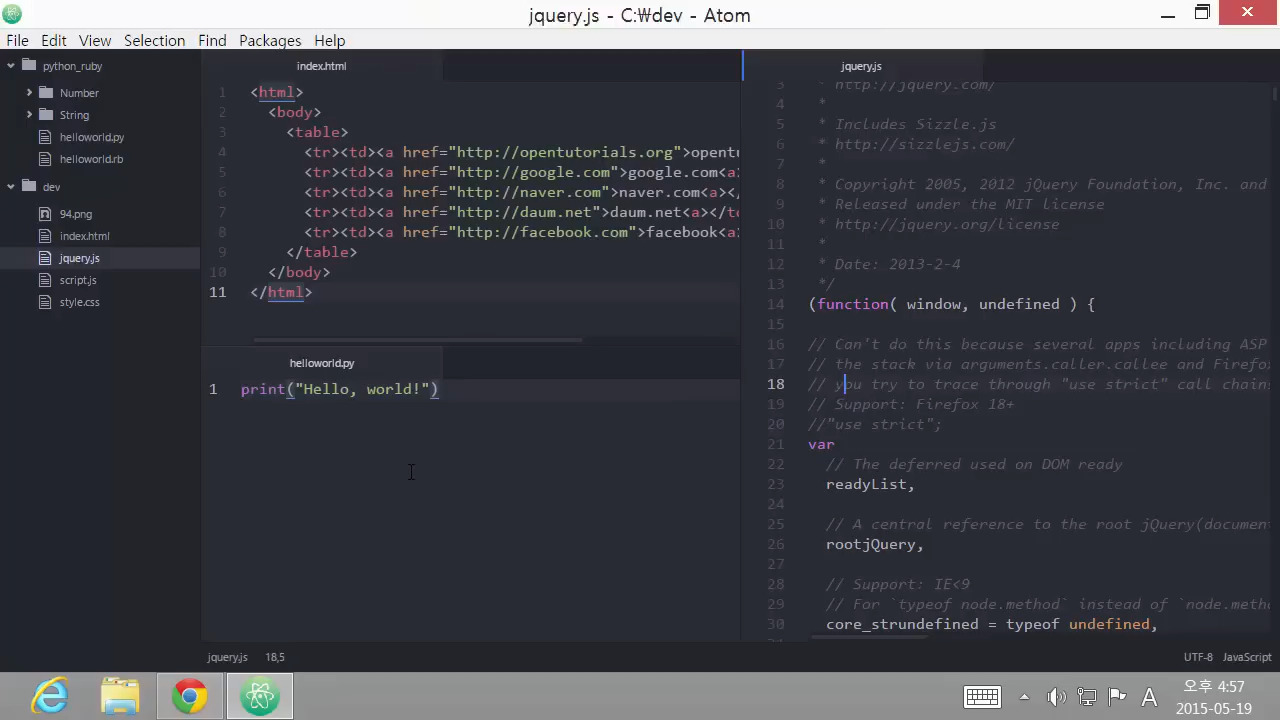 jquery.js - C:₩dev - Atom
File Edit View Selection Find Packages Help
python_ruby
Number
String
helloworld.py
helloworld.rb
dev
94.png
index.html
jquery.js
script.js
style.css
index.html
1 <html>
2 <body>
3 <table>
4 <tr><td><a href="http://opentutorials.org">opentu
5 <tr><td><a href="http://google.com">google.com<a>
6 <tr><td><a href="http://naver.com">naver.com<a></
7 <tr><td><a href="http://daum.net">daum.net<a></to
8 <tr><td><a href="http://facebook.com">facebook<a>
9 </table>
10 </body>
11 </html>
helloworld.py
1 print("Hello, world!")
jquery.js
3 * http://jquery.com/
4 *
5 * Includes Sizzle.js
6 * http://sizzlejs.com/
7 *
8 * Copyright 2005, 2012 jQuery Foundation, Inc. and
9 * Released under the MIT license
10 * http://jquery.org/license
11 *
12 * Date: 2013-2-4
13 */
14 (function( window, undefined ) {
15
16 // Can't do this because several apps including ASP
17 // the stack via arguments.caller.callee and Firefox
18 // you try to trace through "use strict" call chains
19 // Support: Firefox 18+
20 //"use strict";
21 var
22 // The deferred used on DOM ready
23 readyList,
24
25 // A central reference to the root jQuery(document
26 rootjQuery,
27
28 // Support: IE<9
29 // For `typeof node.method` instead of `node.metho
30 core_strundefined = typeof undefined,
jquery.js 18,5
UTF-8 JavaScript
A
오후 4:57
2015-05-19